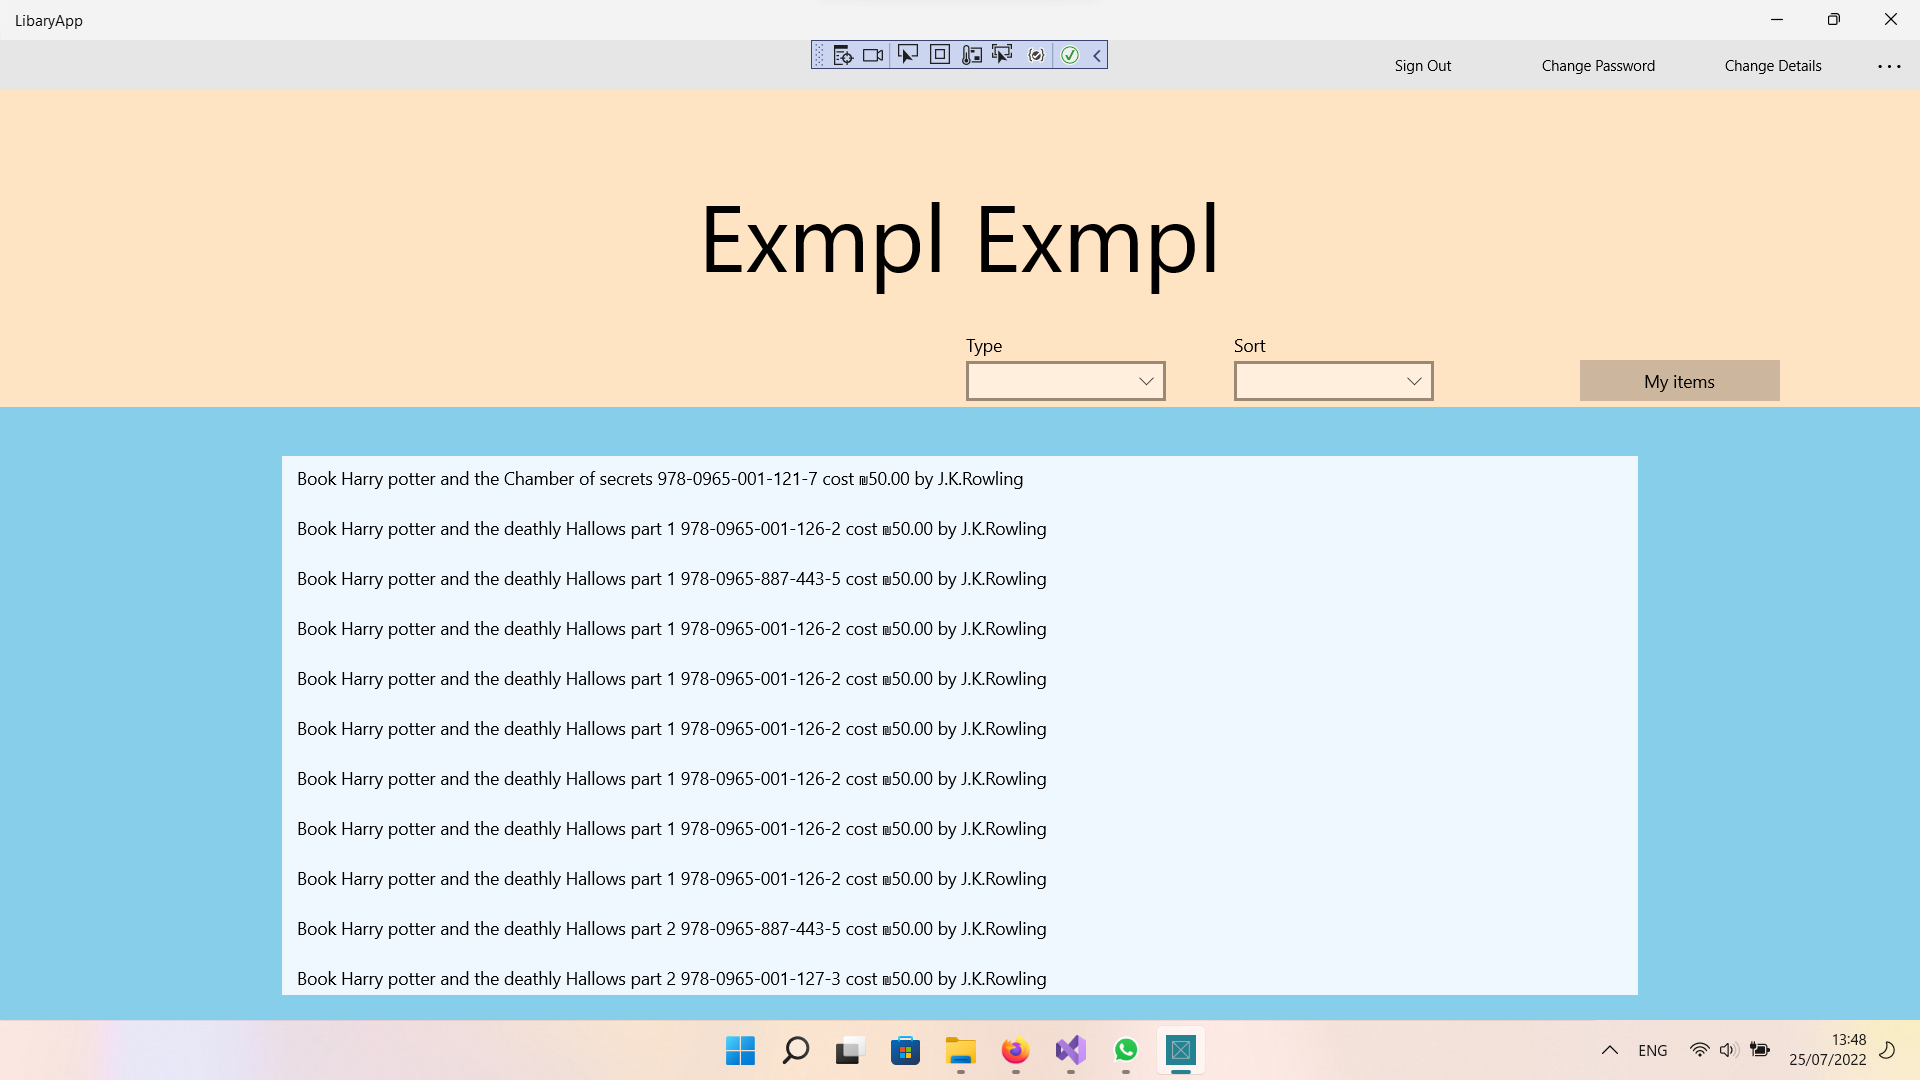 LibaryApp
Sign Out
Change Password
Change Details
Exmpl Exmpl
Type
Sort
My items
Book Harry potter and the Chamber of secrets 978-0965-001-121-7 cost ₪50.00 by J.K.Rowling
Book Harry potter and the deathly Hallows part 1 978-0965-001-126-2 cost ₪50.00 by J.K.Rowling
Book Harry potter and the deathly Hallows part 1 978-0965-887-443-5 cost ₪50.00 by J.K.Rowling
Book Harry potter and the deathly Hallows part 1 978-0965-001-126-2 cost ₪50.00 by J.K.Rowling
Book Harry potter and the deathly Hallows part 1 978-0965-001-126-2 cost ₪50.00 by J.K.Rowling
Book Harry potter and the deathly Hallows part 1 978-0965-001-126-2 cost ₪50.00 by J.K.Rowling
Book Harry potter and the deathly Hallows part 1 978-0965-001-126-2 cost ₪50.00 by J.K.Rowling
Book Harry potter and the deathly Hallows part 1 978-0965-001-126-2 cost ₪50.00 by J.K.Rowling
Book Harry potter and the deathly Hallows part 1 978-0965-001-126-2 cost ₪50.00 by J.K.Rowling
Book Harry potter and the deathly Hallows part 2 978-0965-887-443-5 cost ₪50.00 by J.K.Rowling
Book Harry potter and the deathly Hallows part 2 978-0965-001-127-3 cost ₪50.00 by J.K.Rowling
ENG
13:48
25/07/2022